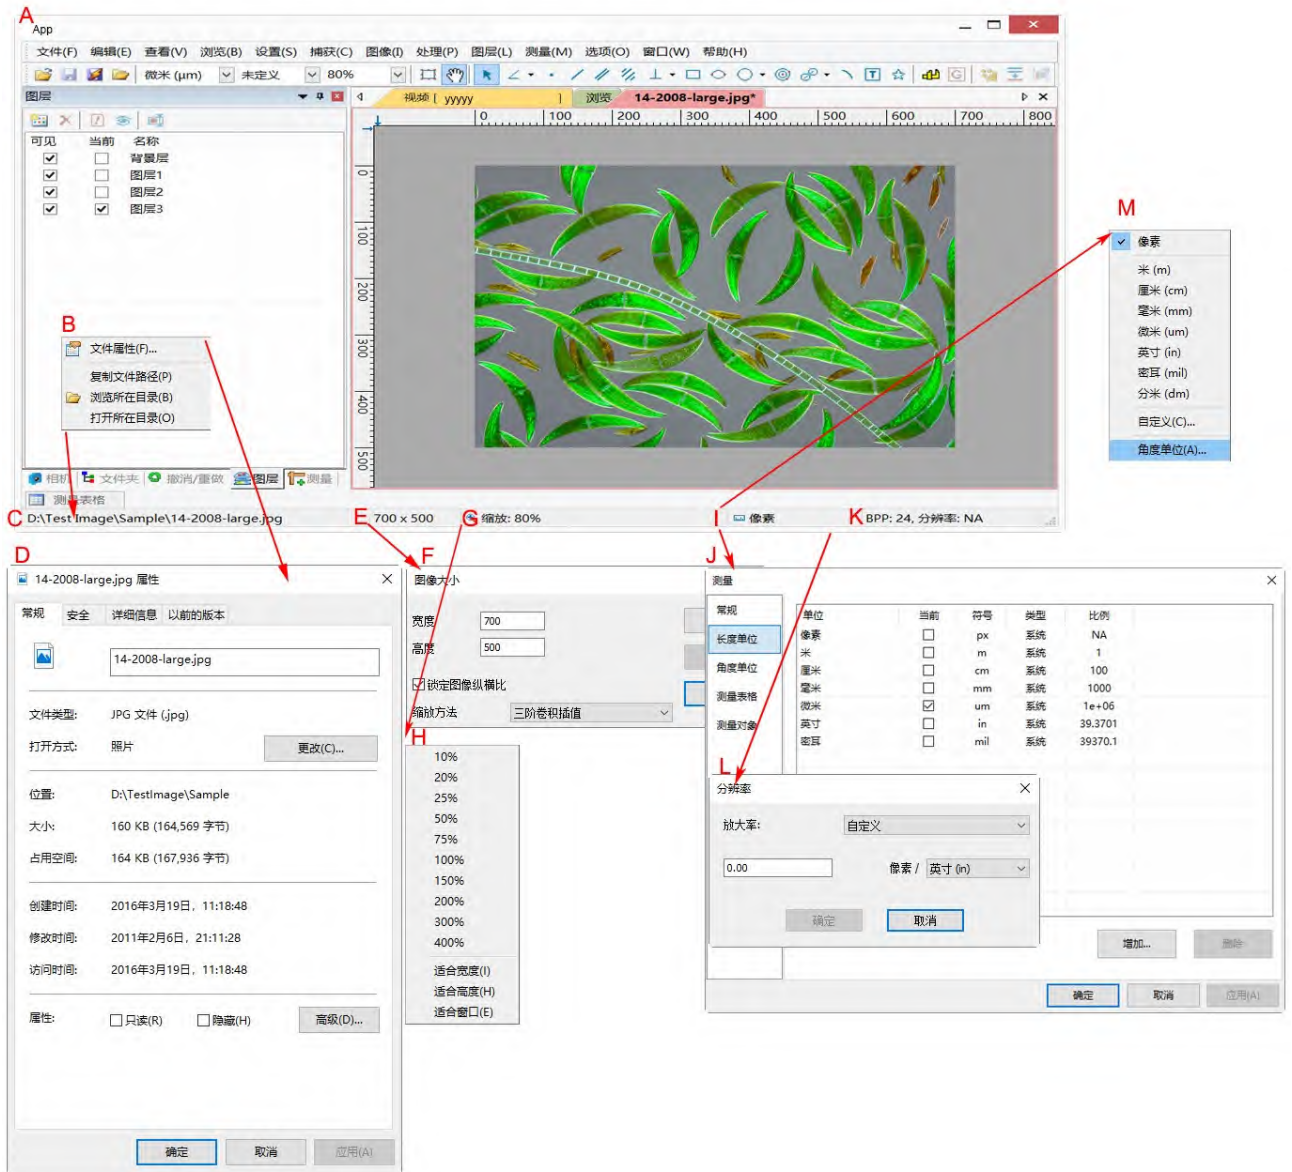 A
App
文件(F) 编辑(E) 查看(V) 浏览(B) 设置(S) 捕获(C) 图像(I) 处理(P) 图层(L) 测量(M) 选项(O) 窗口(W) 帮助(H)
微米 (μm) 未定义 80%
图层
视频 [ yyyyy ] 浏览 14-2008-large.jpg*
0 100 200 300 400 500 600 700 800
可见 当前 名称
背景层
图层1
图层2
图层3
0
100
200
300
400
500
B
文件属性(F)...
复制文件路径(P)
浏览所在目录(B)
打开所在目录(O)
M
像素
米 (m)
厘米 (cm)
毫米 (mm)
微米 (um)
英寸 (in)
密耳 (mil)
分米 (dm)
自定义(C)...
角度单位(A)...
相机 文件夹 撤消/重做 图层 测量
测量表格
C D:\Test Image\Sample\14-2008-large.jpg E 700 x 500 G 缩放: 80% I 像素 K BPP: 24, 分辨率: NA
D
14-2008-large.jpg 属性
常规 安全 详细信息 以前的版本
14-2008-large.jpg
文件类型: JPG 文件 (.jpg)
打开方式: 照片 更改(C)...
位置: D:\TestImage\Sample
大小: 160 KB (164,569 字节)
占用空间: 164 KB (167,936 字节)
创建时间: 2016年3月19日, 11:18:48
修改时间: 2011年2月6日, 21:11:28
访问时间: 2016年3月19日, 11:18:48
属性: 只读(R) 隐藏(H) 高级(D)...
确定 取消 应用(A)
F
图像大小
宽度 700
高度 500
锁定图像纵横比
缩放方法 三阶卷积插值
H
10%
20%
25%
50%
75%
100%
150%
200%
300%
400%
适合宽度(I)
适合高度(H)
适合窗口(E)
J
测量
常规
长度单位
角度单位
测量表格
测量对象
单位 当前 符号 类型 比例
像素 px 系统 NA
米 m 系统 1
厘米 cm 系统 100
毫米 mm 系统 1000
微米 um 系统 1e+06
英寸 in 系统 39.3701
密耳 mil 系统 39370.1
增加... 删除
确定 取消 应用(A)
L
分辨率
放大率: 自定义
0.00 像素 / 英寸 (in)
确定 取消